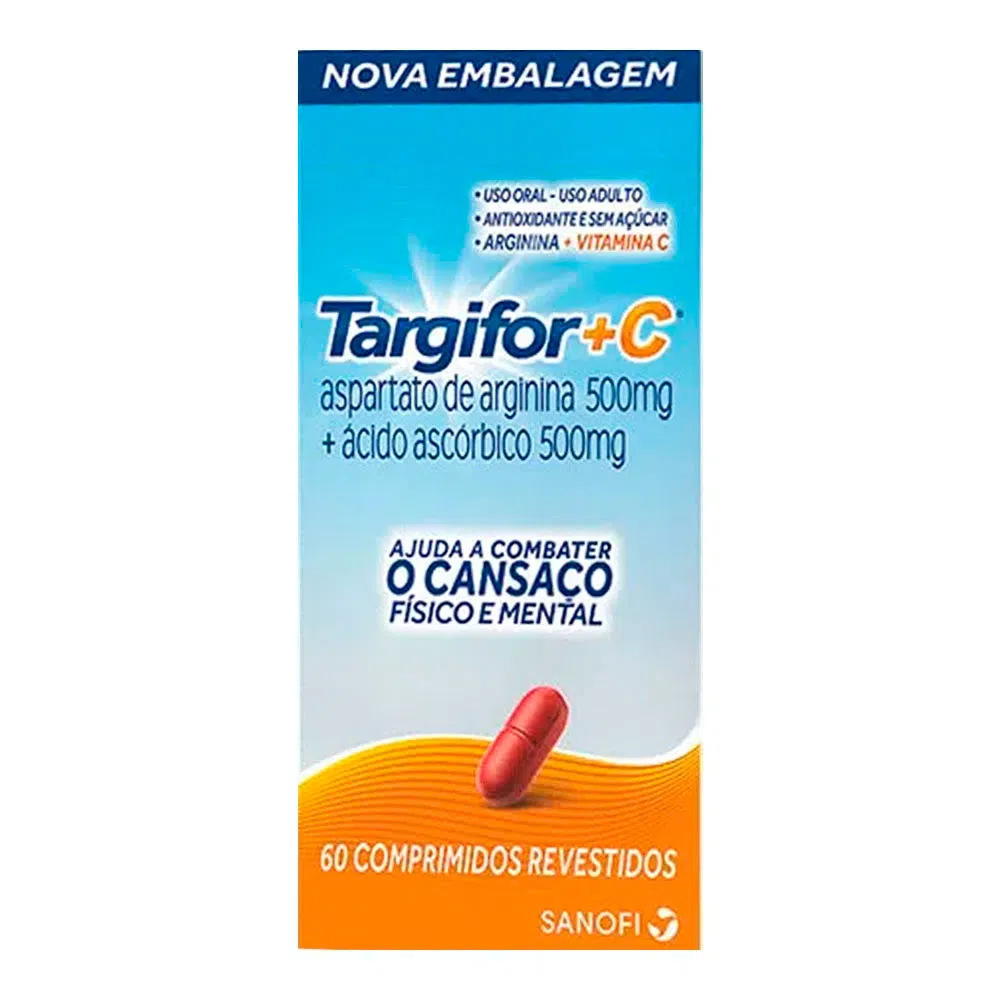 NOVA EMBALAGEM
• USO ORAL - USO ADULTO
• ANTIOXIDANTE E SEM AÇÚCAR
• ARGININA + VITAMINA C
Targifor+C®
aspartato de arginina 500mg
+ ácido ascórbico 500mg
AJUDA A COMBATER
O CANSAÇO
FÍSICO E MENTAL
60 COMPRIMIDOS REVESTIDOS
SANOFI